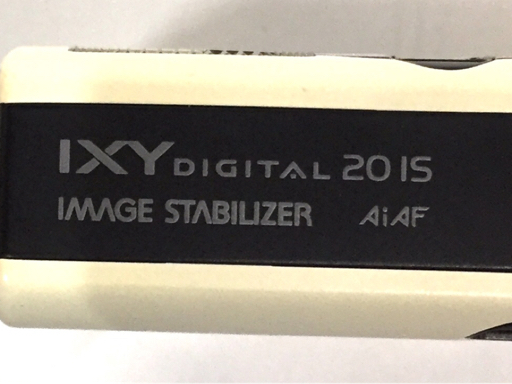 IXY DIGITAL 20 IS
IMAGE STABILIZER AiAF